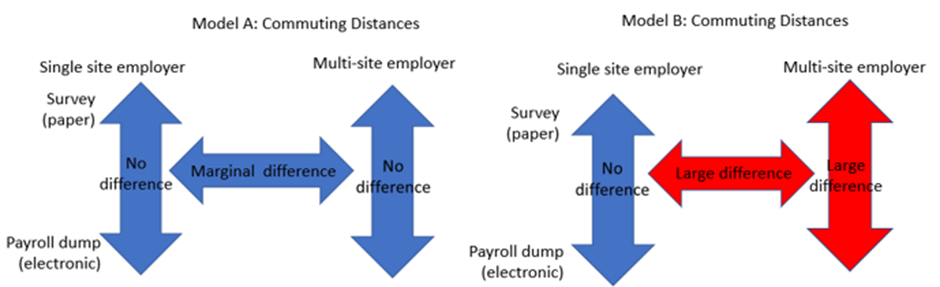 Model A: Commuting Distances
Single site employer
Multi-site employer
Survey
(paper)
No
difference
Marginal  difference
No
difference
Payroll dump
(electronic)
Model B: Commuting Distances
Single site employer
Multi-site employer
Survey
(paper)
No
difference
Large difference
Large
difference
Payroll dump
(electronic)